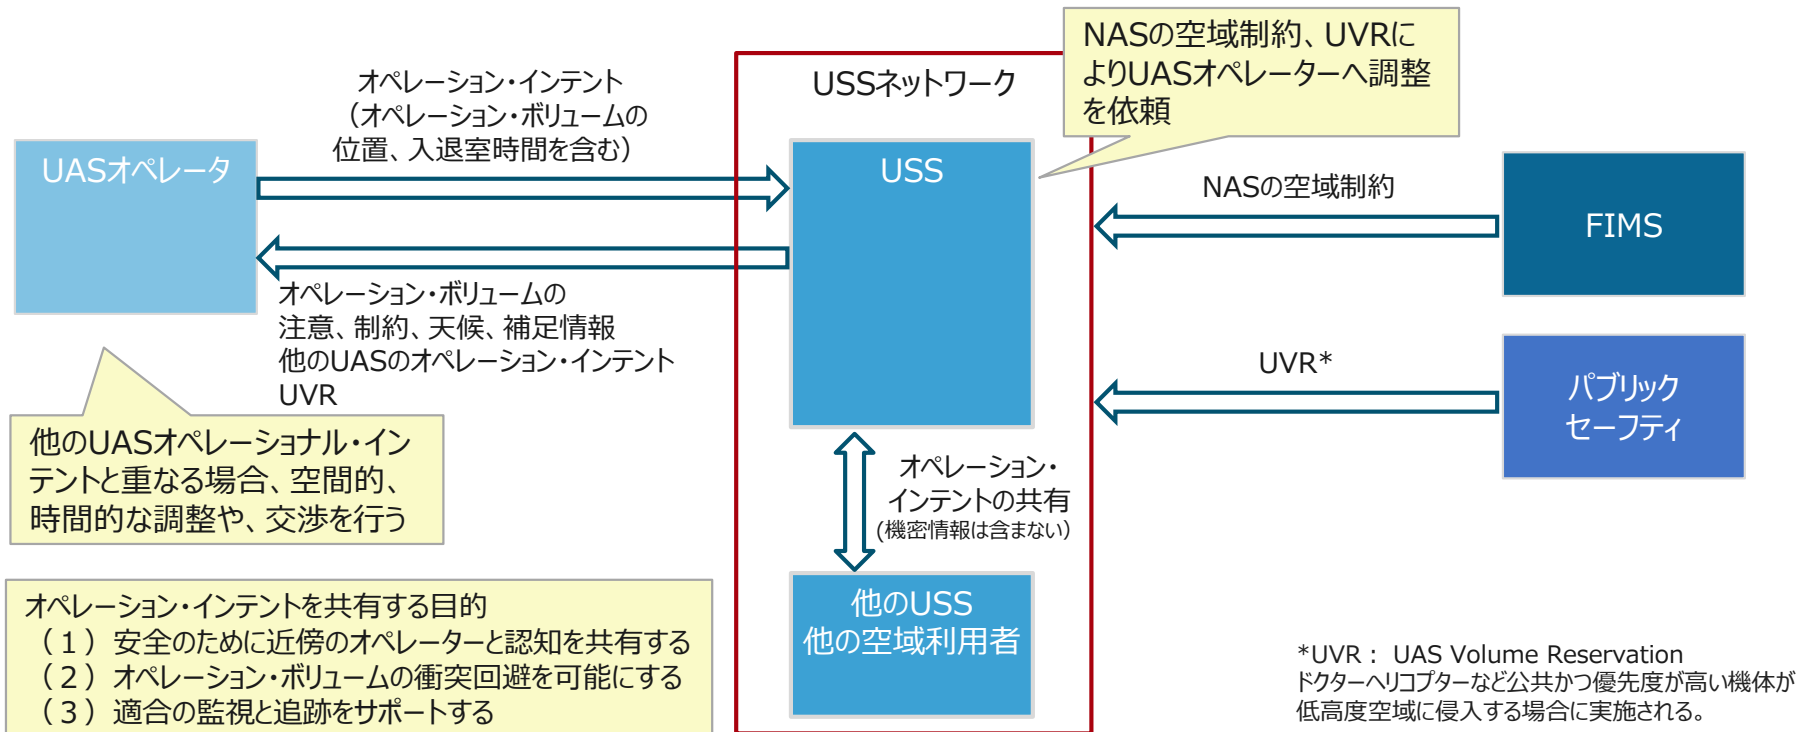 オペレーション・インテント
（オペレーション・ボリュームの
位置、入退室時間を含む）
UASオペレータ
USSネットワーク
USS
NASの空域制約、UVRに
よりUASオペレーターへ調整
を依頼
NASの空域制約
FIMS
オペレーション・ボリュームの
注意、制約、天候、補足情報
他のUASのオペレーション・インテント
UVR
UVR*
パブリック
セーフティ
他のUASオペレーショナル・イン
テントと重なる場合、空間的、
時間的な調整や、交渉を行う
オペレーション・
インテントの共有
(機密情報は含まない）
他のUSS
他の空域利用者
オペレーション・インテントを共有する目的
（１）安全のために近傍のオペレーターと認知を共有する
（２）オペレーション・ボリュームの衝突回避を可能にする
（３）適合の監視と追跡をサポートする
*UVR： UAS Volume Reservation
ドクターヘリコプターなど公共かつ優先度が高い機体が
低高度空域に侵入する場合に実施される。